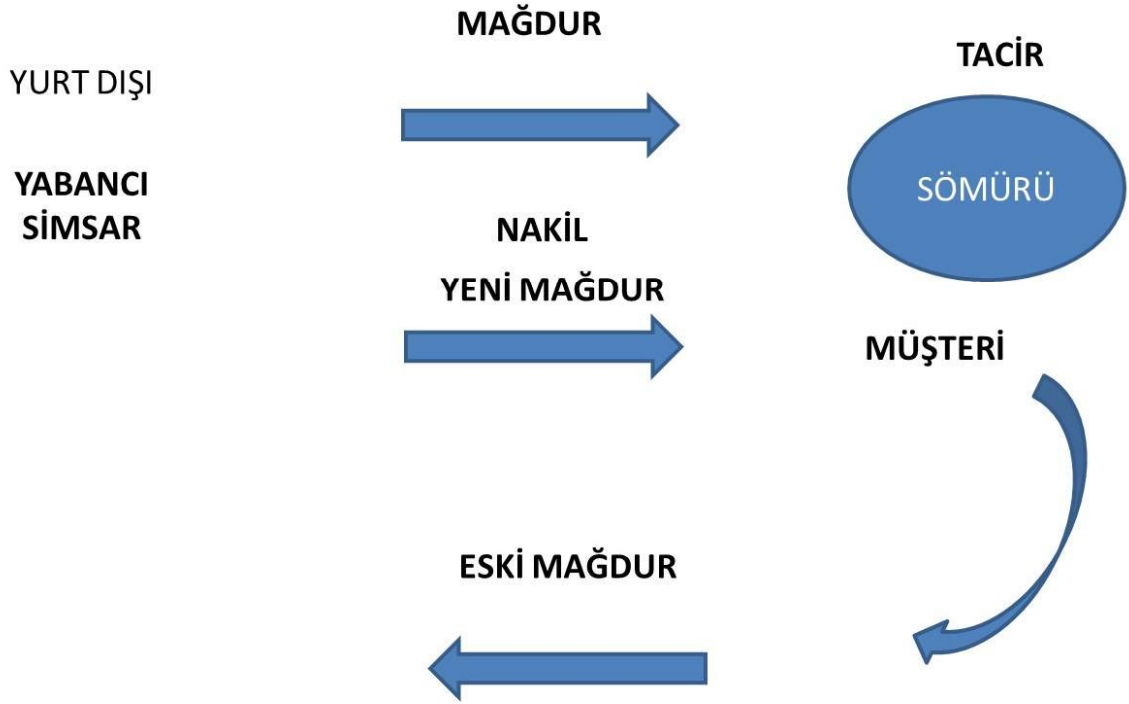 MAĞDUR
TACİR
YURT DIŞI
SÖMÜRÜ
YABANCI
SİMSAR
NAKİL
YENİ MAĞDUR
MÜŞTERİ
ESKİ MAĞDUR